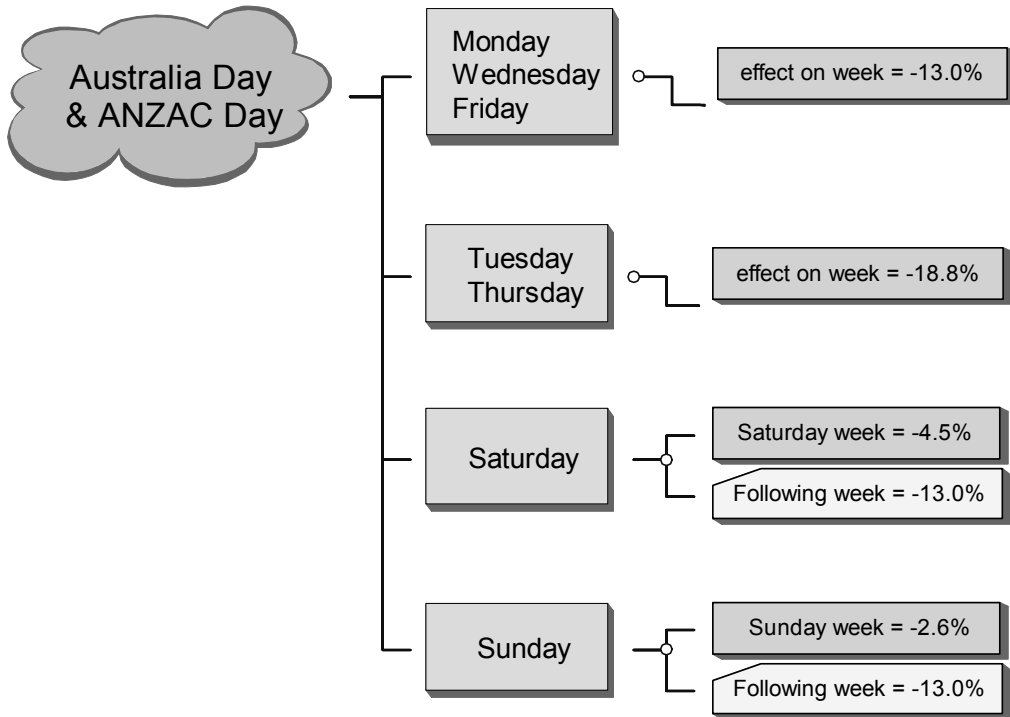 Australia Day
& ANZAC Day
Monday
Wednesday
Friday
effect on week = -13.0%
Tuesday
Thursday
effect on week = -18.8%
Saturday
Saturday week = -4.5%
Following week = -13.0%
Sunday
Sunday week = -2.6%
Following week = -13.0%